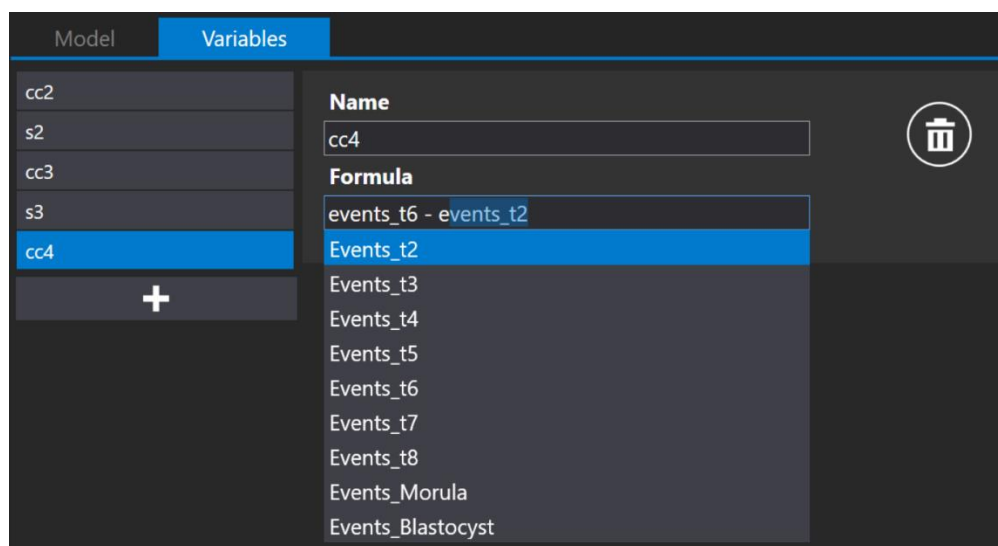 Model Variables
cc2
s2
cc3
s3
cc4
+
Name
cc4
Formula
events_t6 - events_t2
Events_t2
Events_t3
Events_t4
Events_t5
Events_t6
Events_t7
Events_t8
Events_Morula
Events_Blastocyst